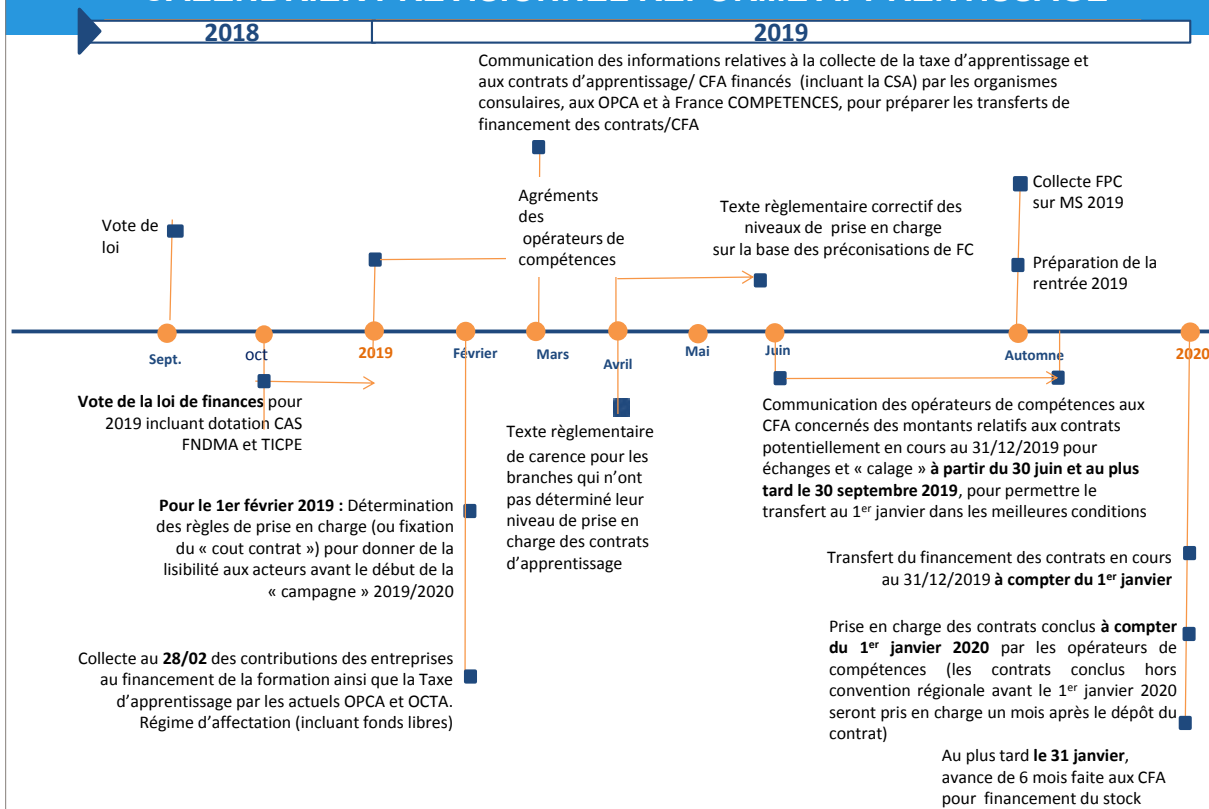 CALENDRIER PREVISIONNEL REFORME APPRENTISSAGE
2018
2019
Communication des informations relatives à la collecte de la taxe d'apprentissage et
aux contrats d'apprentissage/ CFA financés (incluant la CSA) par les organismes
consulaires, aux OPCA et à France COMPETENCES, pour préparer les transferts de
financement des contrats/CFA
Vote de
loi
Agréments
des
opérateurs de
compétences
Texte règlementaire correctif des
niveaux de prise en charge
sur la base des préconisations de FC
Collecte FPC
sur MS 2019
Préparation de la
rentrée 2019
Sept.
oct
2019
Février
Mars
Avril
Mai
Juin
Automne
2020
Vote de la loi de finances pour
2019 incluant dotation CAS
FNDMA et TICPE
Pour le 1er février 2019 : Détermination
des règles de prise en charge (ou fixation
du « cout contrat ») pour donner de la
lisibilité aux acteurs avant le début de la
« campagne » 2019/2020
Collecte au 28/02 des contributions des entreprises
au financement de la formation ainsi que la Taxe
d'apprentissage par les actuels OPCA et OCTA.
Régime d'affectation (incluant fonds libres)
Texte règlementaire
de carence pour les
branches qui n'ont
pas déterminé leur
niveau de prise en
charge des contrats
d'apprentissage
Communication des opérateurs de compétences aux
CFA concernés des montants relatifs aux contrats
potentiellement en cours au 31/12/2019 pour
échanges et « calage » à partir du 30 juin et au plus
tard le 30 septembre 2019, pour permettre le
transfert au 1er janvier dans les meilleures conditions
Transfert du financement des contrats en cours
au 31/12/2019 à compter du 1er janvier
Prise en charge des contrats conclus à compter
du 1er janvier 2020 par les opérateurs de
compétences (les contrats conclus hors
convention régionale avant le 1er janvier 2020
seront pris en charge un mois après le dépôt du
contrat)
Au plus tard le 31 janvier,
avance de 6 mois faite aux CFA
pour financement du stock